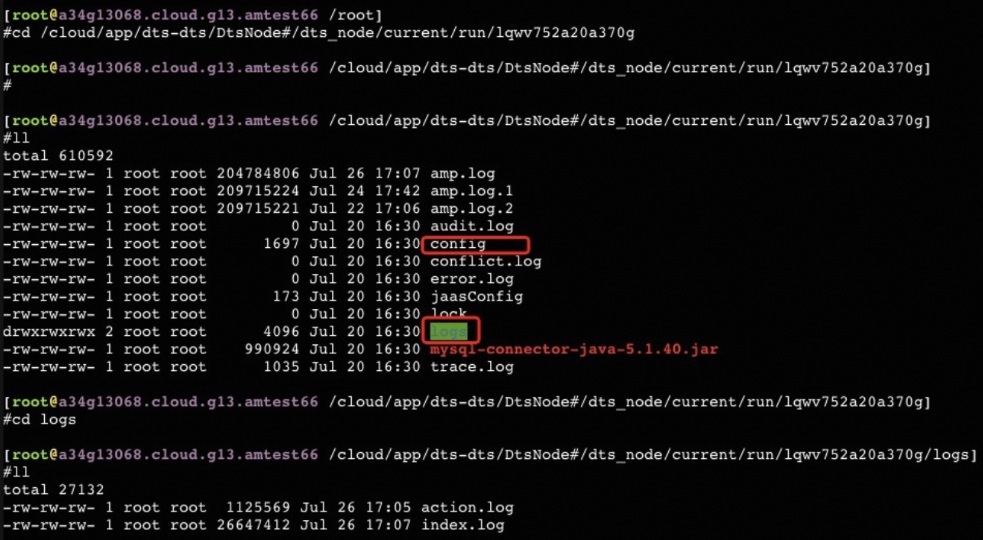 [root@a34g13068.cloud.g13.amtest66 /root]
#cd /cloud/app/dts-dts/DtsNode#/dts_node/current/run/lqwv752a20a370g
[root@a34g13068.cloud.g13.amtest66 /cloud/app/dts-dts/DtsNode#/dts_node/current/run/lqwv752a20a370g]
#
[root@a34g13068.cloud.g13.amtest66 /cloud/app/dts-dts/DtsNode#/dts_node/current/run/lqwv752a20a370g]
#ll
total 610592
-rw-rw-rw- 1 root root 204784806 Jul 26 17:07 amp.log
-rw-rw-rw- 1 root root 209715224 Jul 24 17:42 amp.log.1
-rw-rw-rw- 1 root root 209715221 Jul 22 17:06 amp.log.2
-rw-rw-rw- 1 root root         0 Jul 20 16:30 audit.log
-rw-rw-rw- 1 root root      1697 Jul 20 16:30 config
-rw-rw-rw- 1 root root         0 Jul 20 16:30 conflict.log
-rw-rw-rw- 1 root root         0 Jul 20 16:30 error.log
-rw-rw-rw- 1 root root       173 Jul 20 16:30 jaasConfig
-rw-rw-rw- 1 root root         0 Jul 20 16:30 lock
drwxrwxrwx 2 root root      4096 Jul 20 16:30 logs
-rw-rw-rw- 1 root root    990924 Jul 20 16:30 mysql-connector-java-5.1.40.jar
-rw-rw-rw- 1 root root      1035 Jul 20 16:30 trace.log
[root@a34g13068.cloud.g13.amtest66 /cloud/app/dts-dts/DtsNode#/dts_node/current/run/lqwv752a20a370g]
#cd logs
[root@a34g13068.cloud.g13.amtest66 /cloud/app/dts-dts/DtsNode#/dts_node/current/run/lqwv752a20a370g/logs]
#ll
total 27132
-rw-rw-rw- 1 root root  1125569 Jul 26 17:05 action.log
-rw-rw-rw- 1 root root 26647412 Jul 26 17:07 index.log